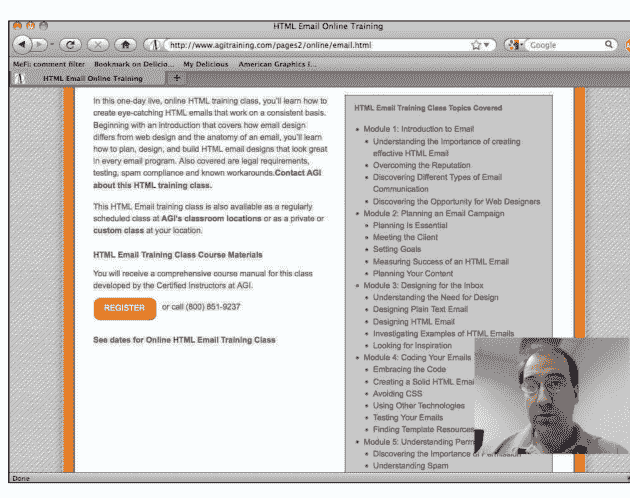 HTML Email Online Training
http://www.agitraining.com/pages2/online/email.html
Google
MeFi: comment filter Bookmark on Delicio... My Delicious American Graphics I...
HTML Email Online Training
In this one-day live, online HTML training class, you'll learn how to
create eye-catching HTML emails that work on a consistent basis.
Beginning with an introduction that covers how email design
differs from web design and the anatomy of an email, you'll learn
how to plan, design, and build HTML email designs that look great
in every email program. Also covered are legal requirements,
testing, spam compliance and known workarounds.Contact AGI
about this HTML training class.
This HTML Email training class is also available as a regularly
scheduled class at AGI's classroom locations or as a private or
custom class at your location.
HTML Email Training Class Course Materials
You will receive a comprehensive course manual for this class
developed by the Certified Instructors at AGI.
REGISTER or call (800) 851-9237
See dates for Online HTML Email Training Class
HTML Email Training Class Topics Covered
Module 1: Introduction to Email
Understanding the Importance of creating
effective HTML Email
Overcoming the Reputation
Discovering Different Types of Email
Communication
Discovering the Opportunity for Web Designers
Module 2: Planning an Email Campaign
Planning Is Essential
Meeting the Client
Setting Goals
Measuring Success of an HTML Email
Planning Your Content
Module 3: Designing for the Inbox
Understanding the Need for Design
Designing Plain Text Email
Designing HTML Email
Investigating Examples of HTML Emails
Looking for Inspiration
Module 4: Coding Your Emails
Embracing the Code
Creating a Solid HTML Emai
Avoiding CSS
Using Other Technologies
Testing Your Emails
Finding Template Resources
Module 5: Understanding Perm
Discovering the Importance of Permission
Understanding Spam
Done